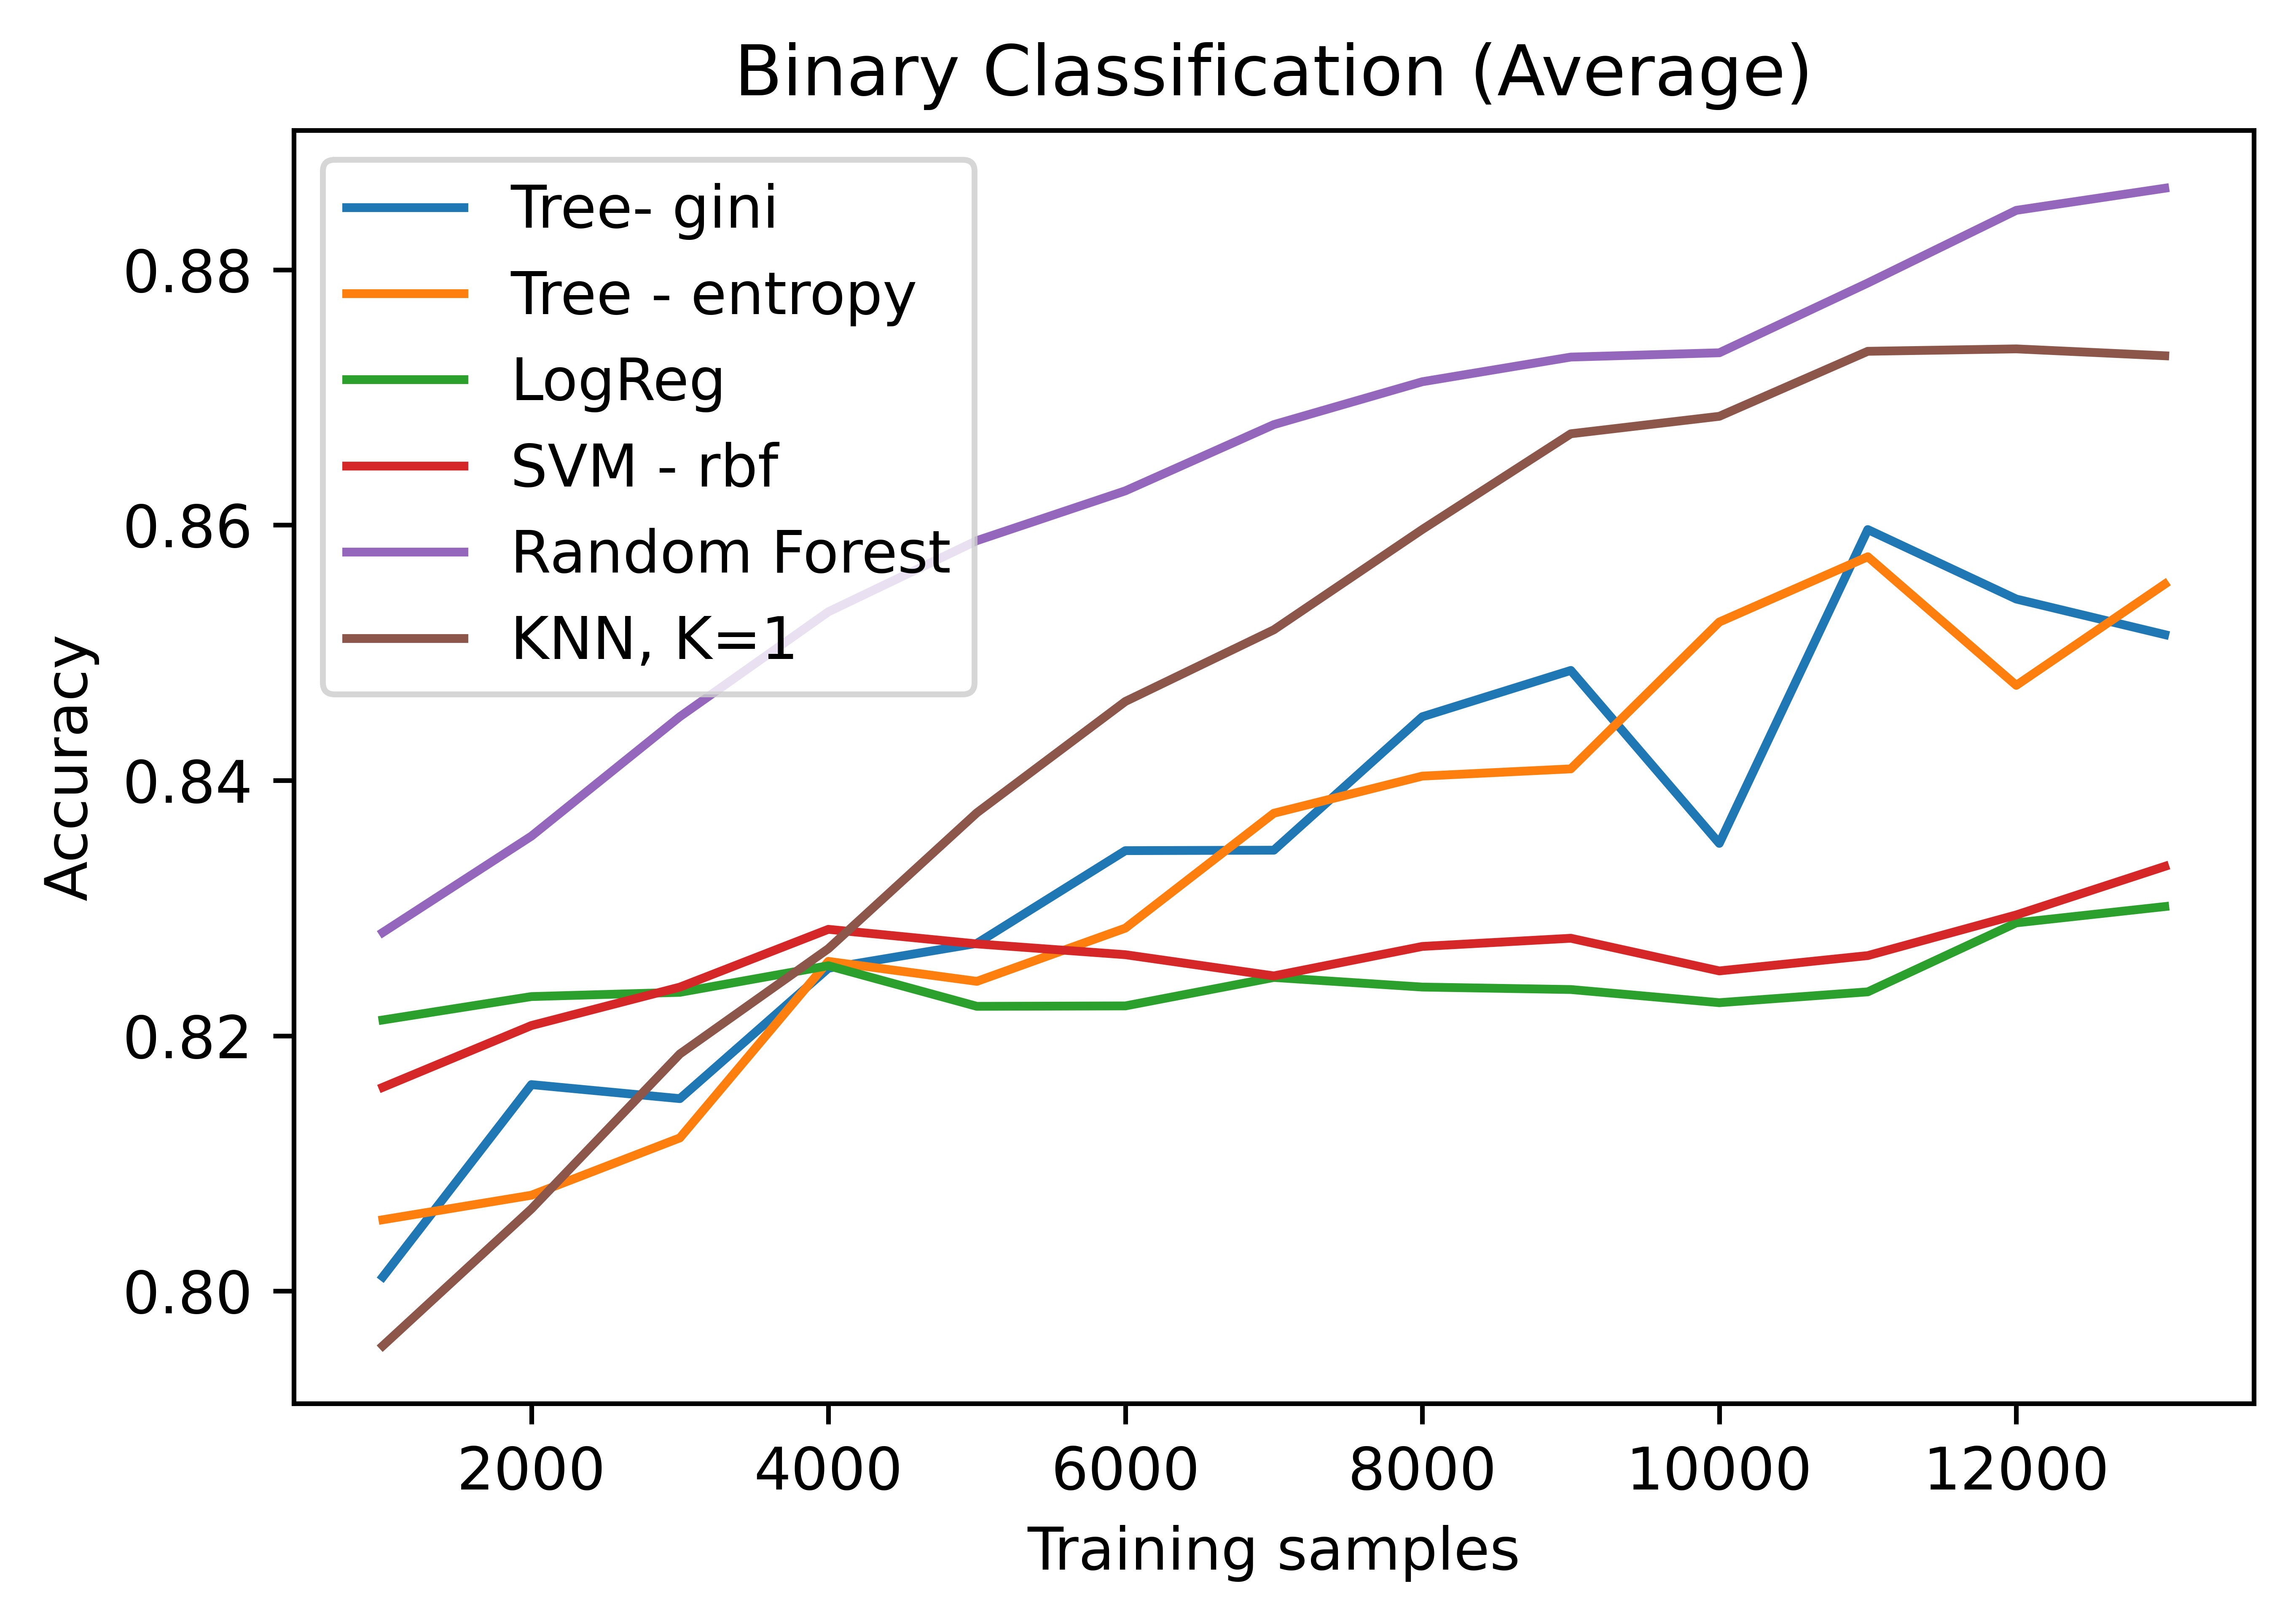 Binary Classification (Average)
Tree- gini
Tree - entropy
LogReg
SVM - rbf
Random Forest
KNN, K=1
0.88
0.86
0.84
0.82
0.80
Accuracy
2000 4000 6000 8000 10000 12000
Training samples